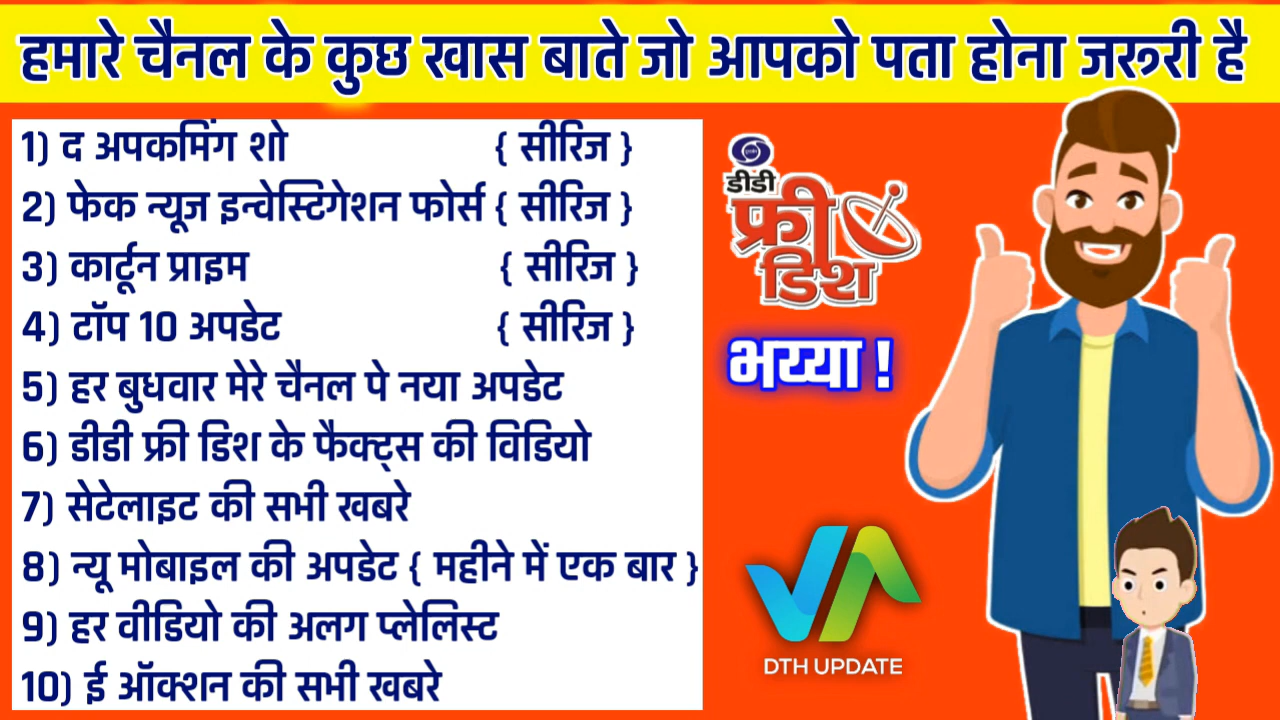 हमारे चैनल के कुछ खास बाते जो आपको पता होना जरूरी है
1) द अपकमिंग शो { सीरिज }
2) फेक न्यूज इन्वेस्टिगेशन फोर्स { सीरिज }
3) कार्टून प्राइम { सीरिज }
4) टॉप 10 अपडेट { सीरिज }
5) हर बुधवार मेरे चैनल पे नया अपडेट
6) डीडी फ्री डिश के फैक्ट्स की विडियो
7) सेटेलाइट की सभी खबरे
8) न्यू मोबाइल की अपडेट { महीने में एक बार }
9) हर वीडियो की अलग प्लेलिस्ट
10) ई ऑक्शन की सभी खबरे
डीडी
फ्री
डिश
भय्या !
DTH UPDATE